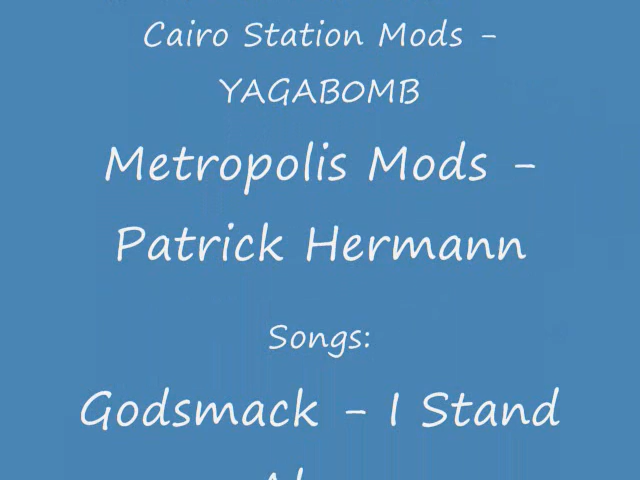 Cairo Station Mods -
YAGABOMB
Metropolis Mods -
Patrick Hermann
Songs:
Godsmack - I Stand